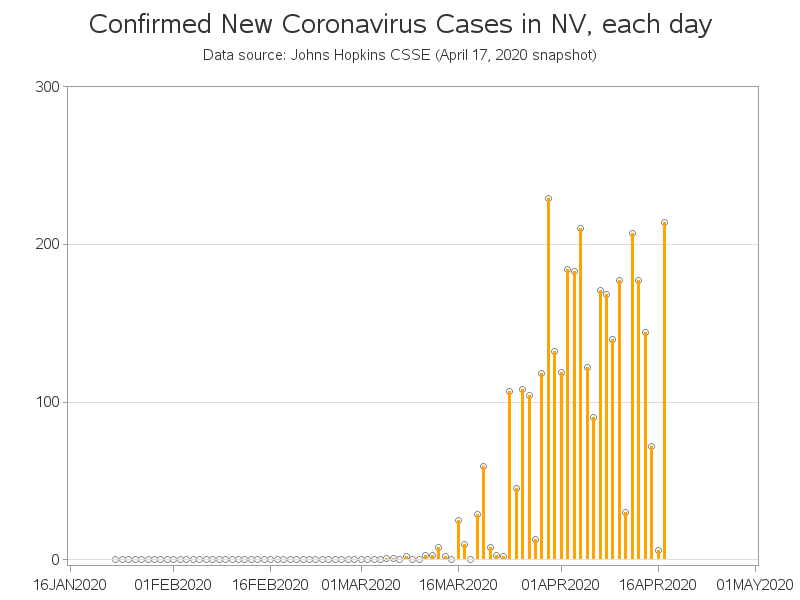 Confirmed New Coronavirus Cases in NV, each day
Data source: Johns Hopkins CSSE (April 17, 2020 snapshot)
300
200
100
0
16JAN2020 01FEB2020 16FEB2020 01MAR2020 16MAR2020 01APR2020 16APR2020 01MAY2020